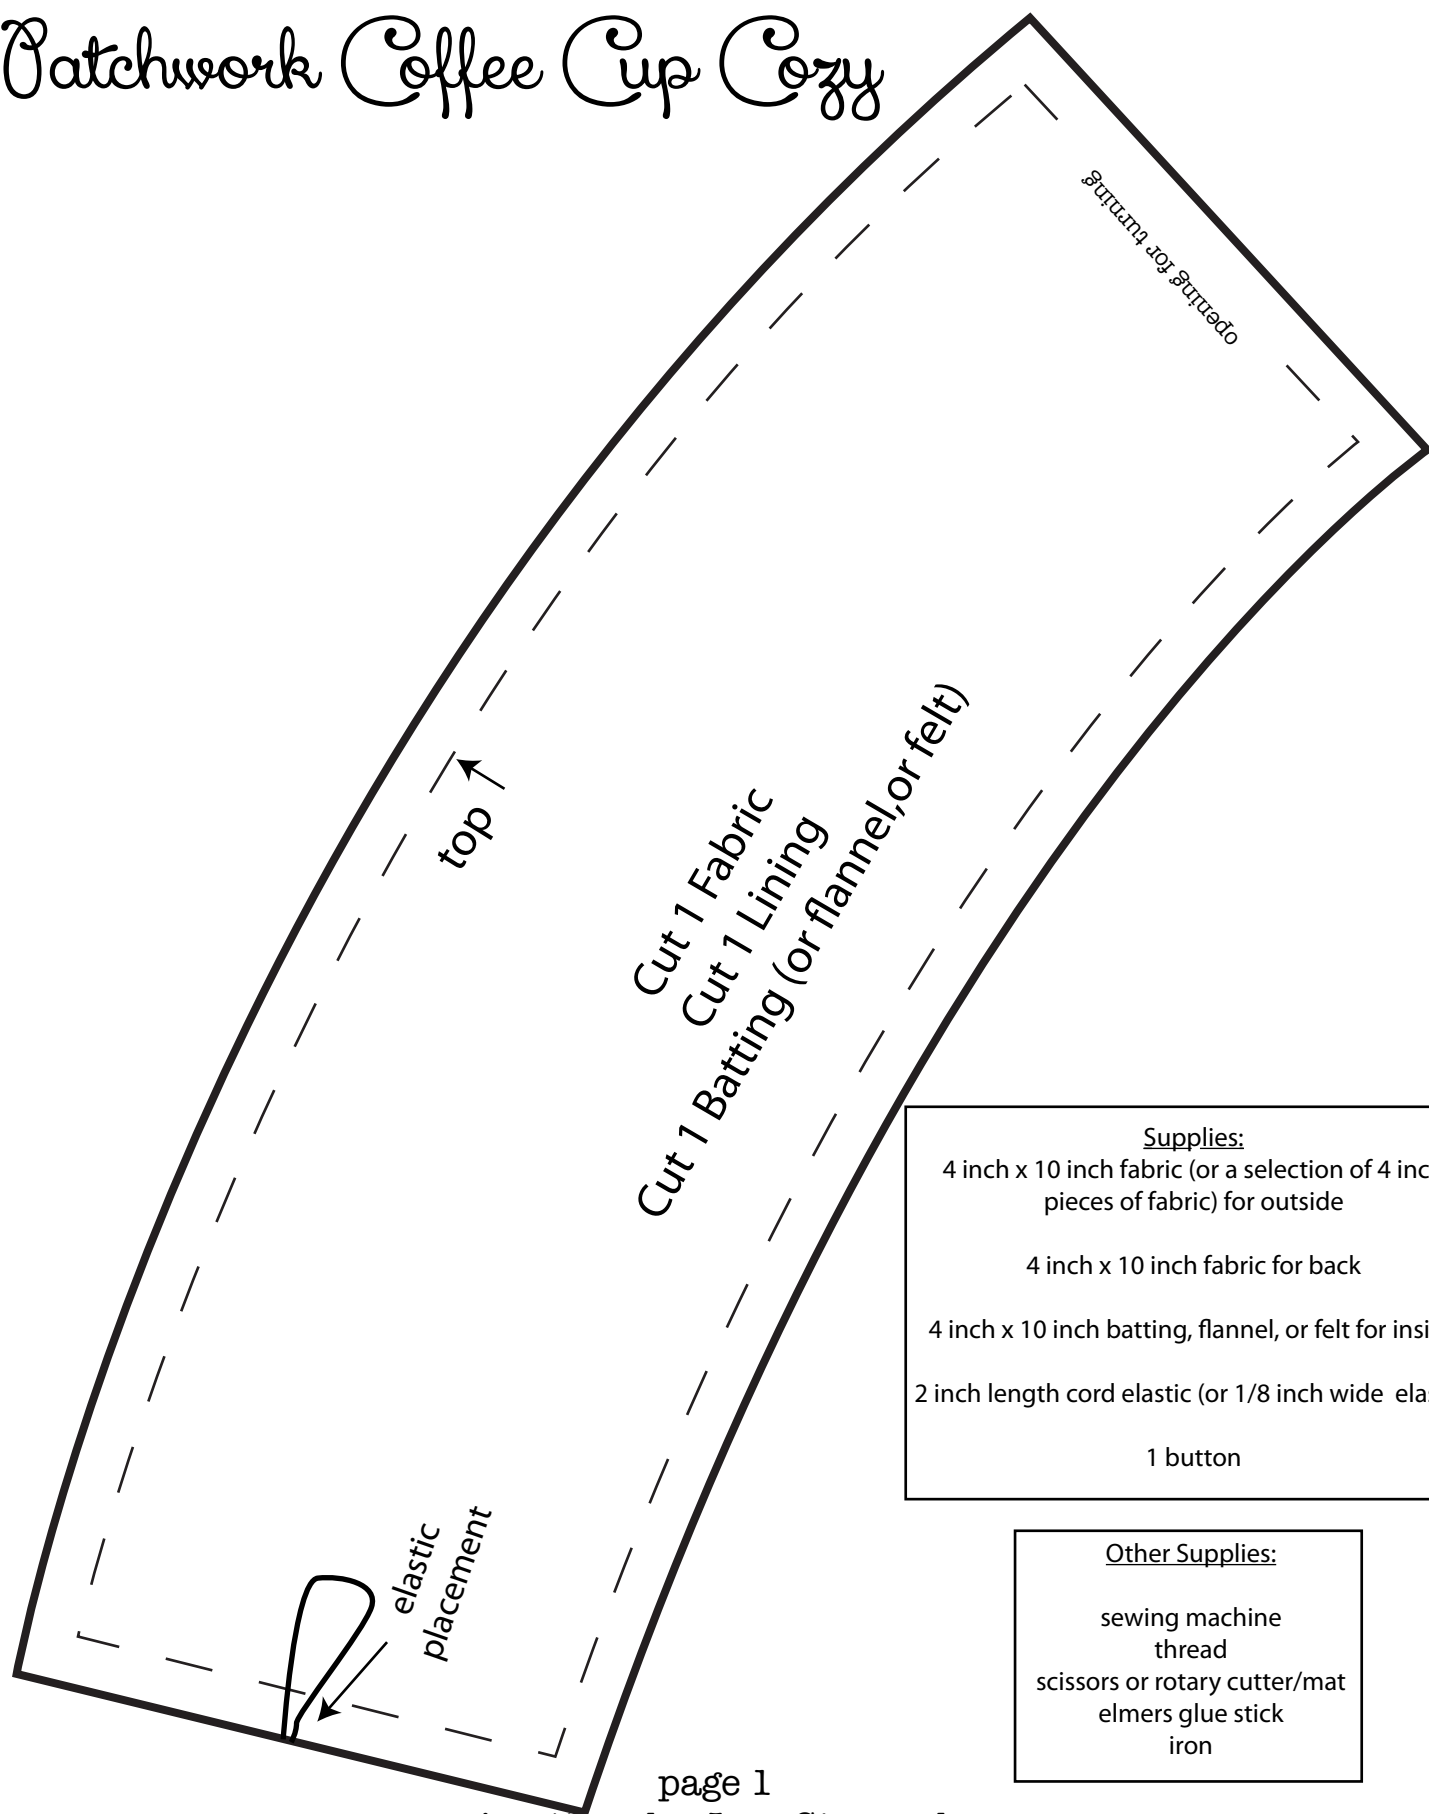 Patchwork Coffee Cup Cozy
opening for turning
top
Cut 1 Fabric
Cut 1 Lining
Cut 1 Batting (or flannel,or felt)
elastic
placement
Supplies:
4 inch x 10 inch fabric (or a selection of 4 inc
pieces of fabric) for outside
4 inch x 10 inch fabric for back
4 inch x 10 inch batting, flannel, or felt for insi
2 inch length cord elastic (or 1/8 inch wide ela
1 button
Other Supplies:
sewing machine
thread
scissors or rotary cutter/mat
elmers glue stick
iron
page 1